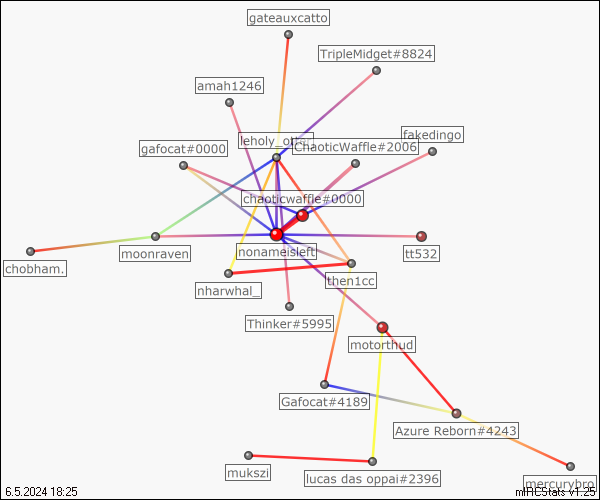 gateauxcatto
TripleMidget#8824
amah1246
fakedingo
leholy_otter
ChaoticWaffle#2006
gafocat#0000
chaoticwaffle#0000
nonameisleft
tt532
moonraven
chobham.
then1cc
nharwhal_
Thinker#5995
motorthud
Gafocat#4189
Azure Reborn#4243
mukszi
lucas das oppai#2396
mercurybro
6.5.2024 18:25
mIRCStats v1.25